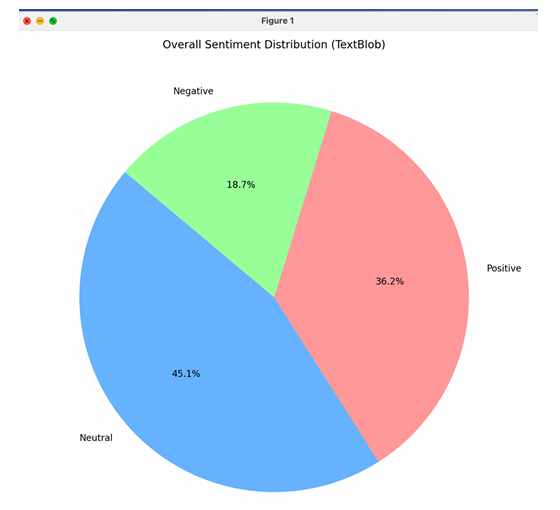 Figure 1
Overall Sentiment Distribution (TextBlob)
Negative
18.7%
Positive
36.2%
45.1%
Neutral